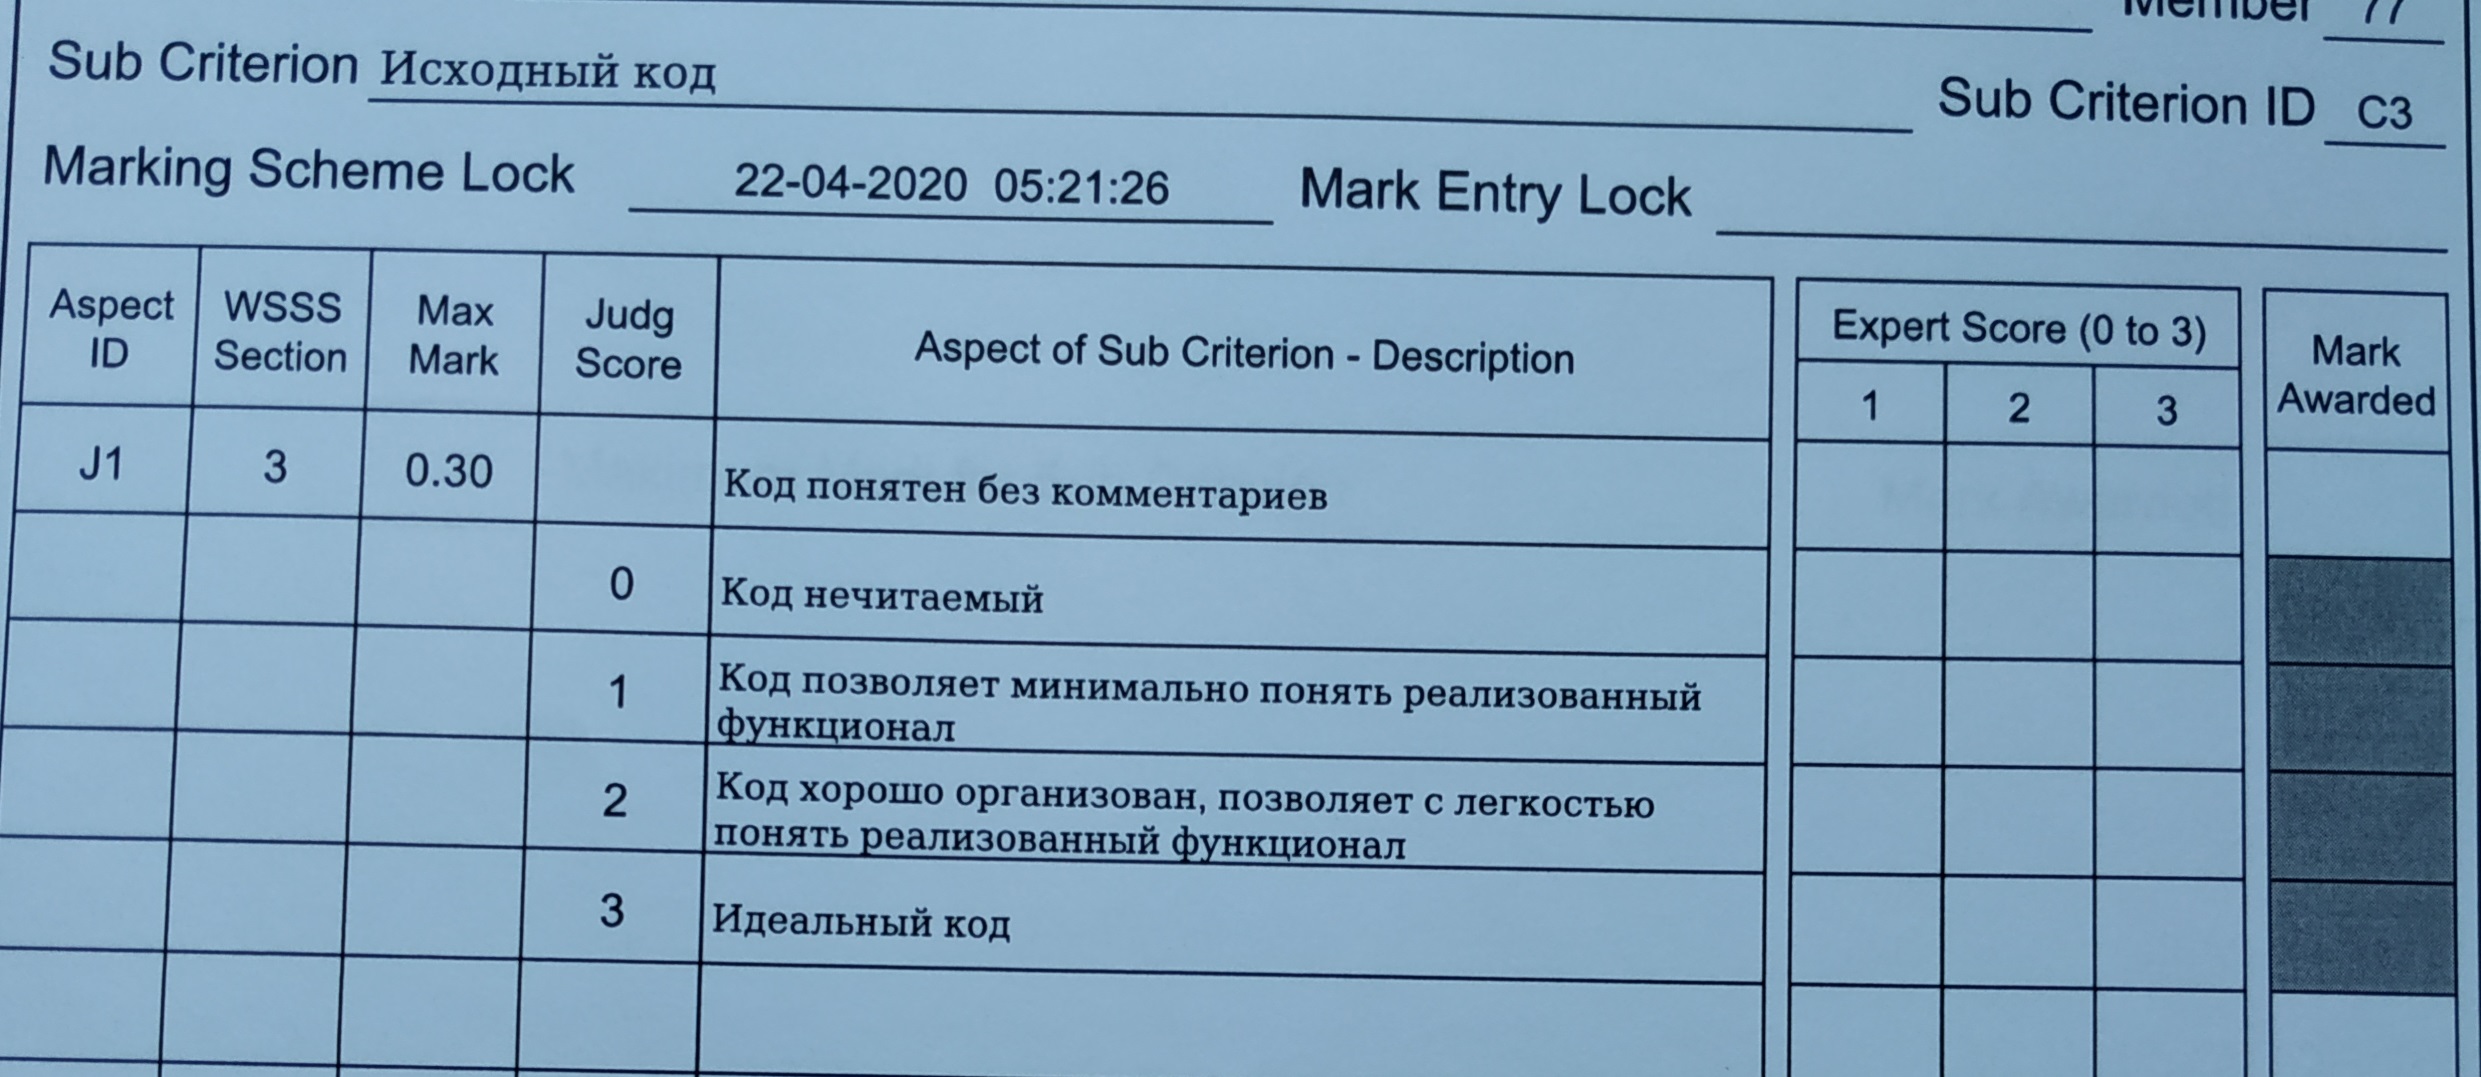 Member 77
Sub Criterion Исходный код
Sub Criterion ID C3
Marking Scheme Lock 22-04-2020 05:21:26 Mark Entry Lock
Aspect ID WSSS Section Max Mark Judg Score Aspect of Sub Criterion - Description Expert Score (0 to 3) Mark Awarded
1 2 3
J1 3 0.30 Код понятен без комментариев
0 Код нечитаемый
1 Код позволяет минимально понять реализованный
функционал
2 Код хорошо организован, позволяет с легкостью
понять реализованный функционал
3 Идеальный код